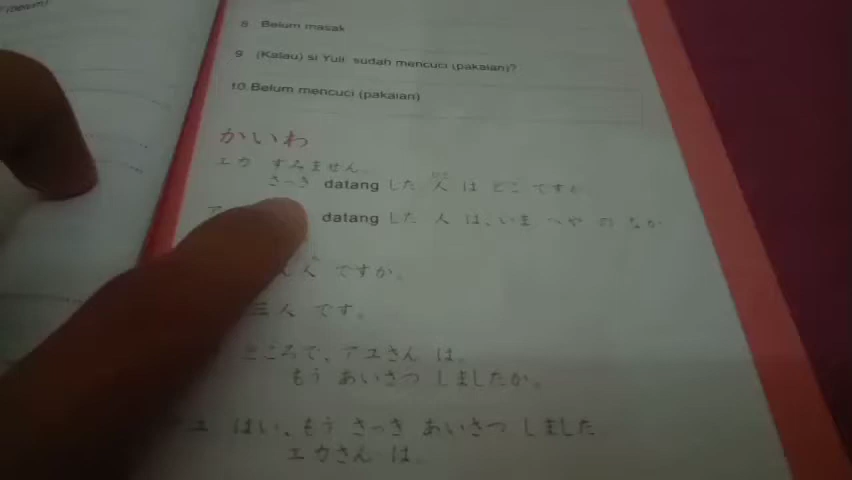 8 Belum masak
9 (Kalau) si Yuli sudah mencuci (pakaian)?
10. Belum mencuci (pakaian)
かいわ
エカ すみません。
さっき datang した 人 は どこ ですか
datang した 人 は、いま へや の なか
人 ですか。
三人 です。
ところで、アユさん は。
もう あいさつ しましたか。
ユ はい、もう さっき あいさつ しました
エカさん は。